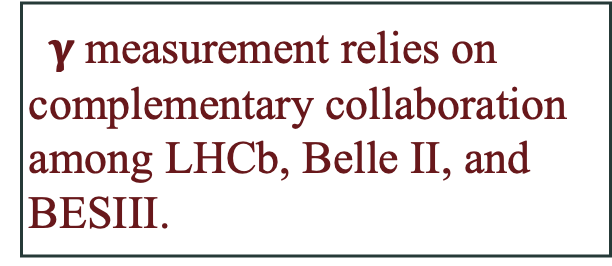 γ measurement relies on
complementary collaboration
among LHCb, Belle II, and
BESIII.